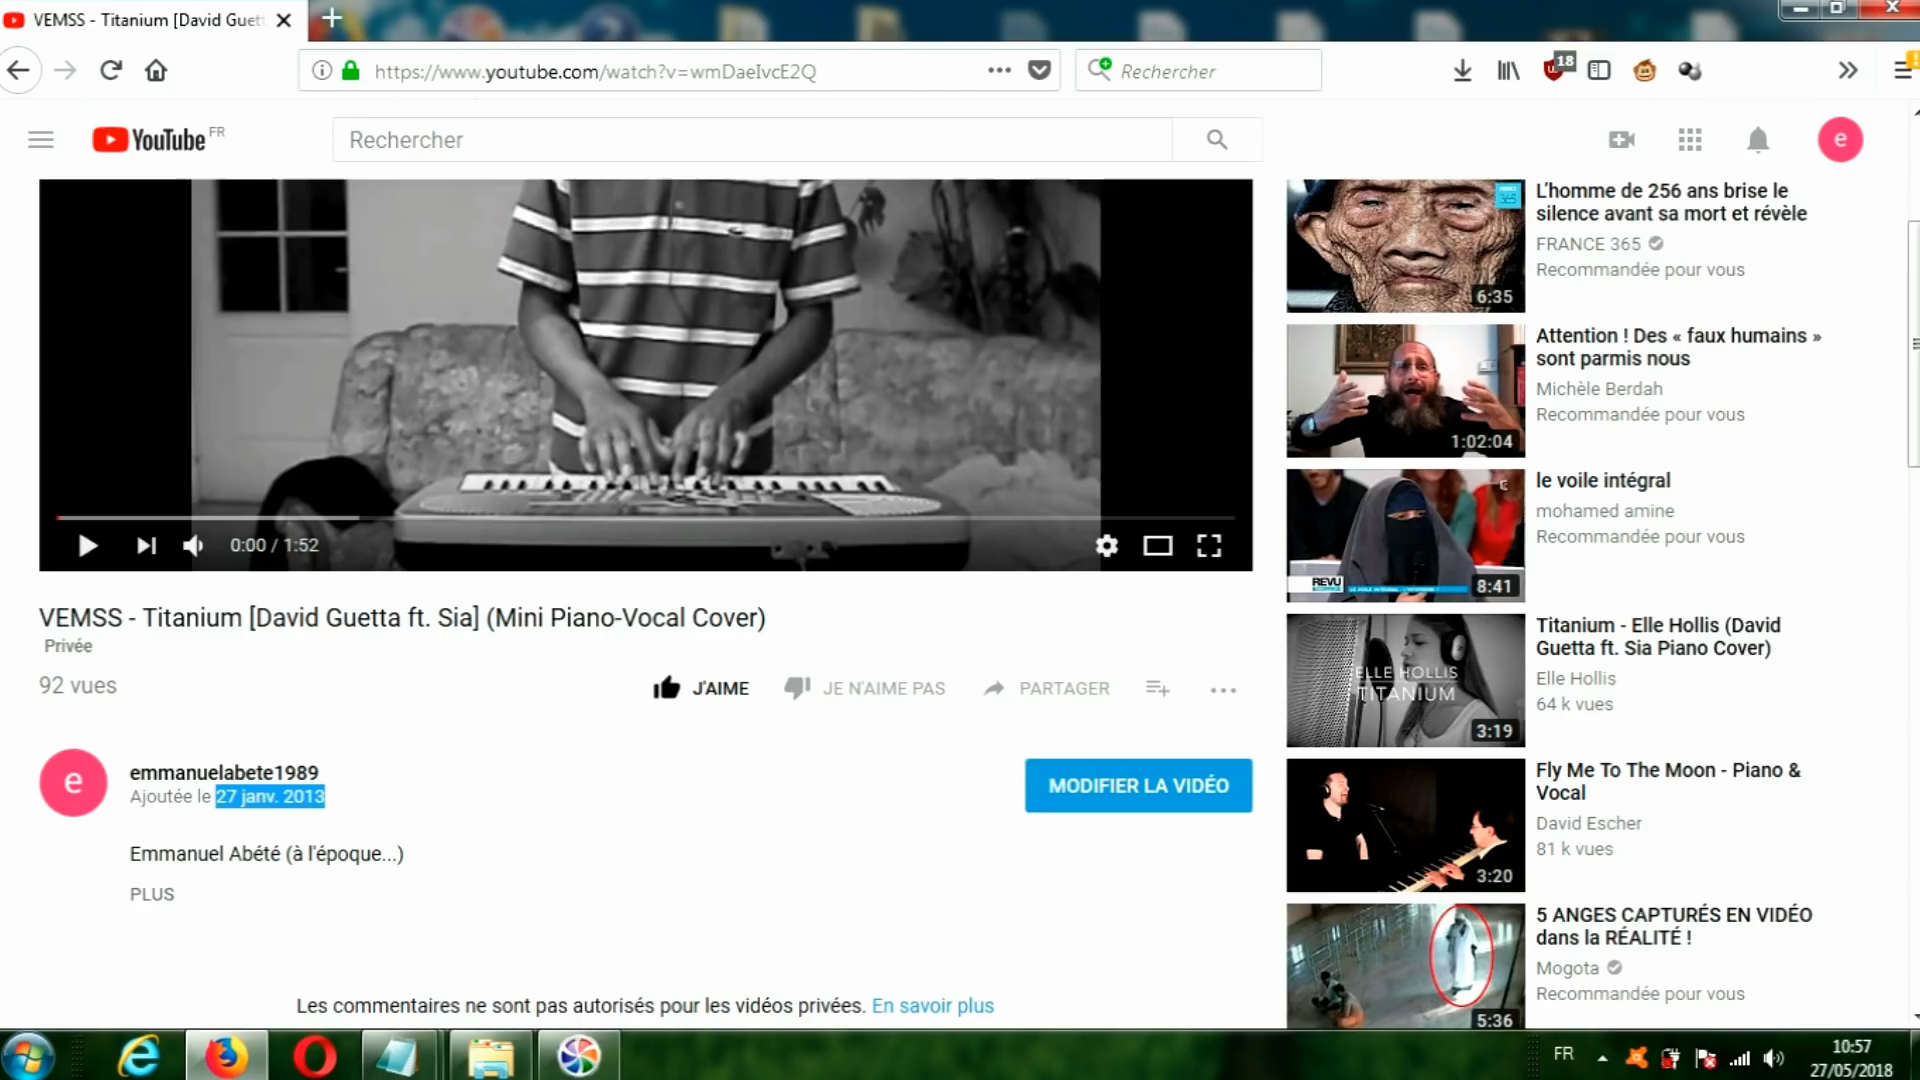 VEMSS - Titanium [David Guett
https://www.youtube.com/watch?v=wmDaeIvcE2Q
Rechercher
18
YouTube FR
Rechercher
e
0:00 / 1:52
VEMSS - Titanium [David Guetta ft. Sia] (Mini Piano-Vocal Cover)
Privée
92 vues
J'AIME
JE N'AIME PAS
PARTAGER
e
emmanuelabete1989
Ajoutée le 27 janv. 2013
MODIFIER LA VIDÉO
Emmanuel Abété (à l'époque...)
PLUS
Les commentaires ne sont pas autorisés pour les vidéos privées. En savoir plus
6:35
L'homme de 256 ans brise le
silence avant sa mort et révèle
FRANCE 365
Recommandée pour vous
1:02:04
Attention ! Des « faux humains »
sont parmis nous
Michèle Berdah
Recommandée pour vous
REVU
8:41
le voile intégral
mohamed amine
Recommandée pour vous
ELLE HOLLIS
TITANIUM
3:19
Titanium - Elle Hollis (David
Guetta ft. Sia Piano Cover)
Elle Hollis
64 k vues
3:20
Fly Me To The Moon - Piano &
Vocal
David Escher
81 k vues
5:36
5 ANGES CAPTURÉS EN VIDÉO
dans la RÉALITÉ !
Mogota
Recommandée pour vous
FR
10:57
27/05/2018